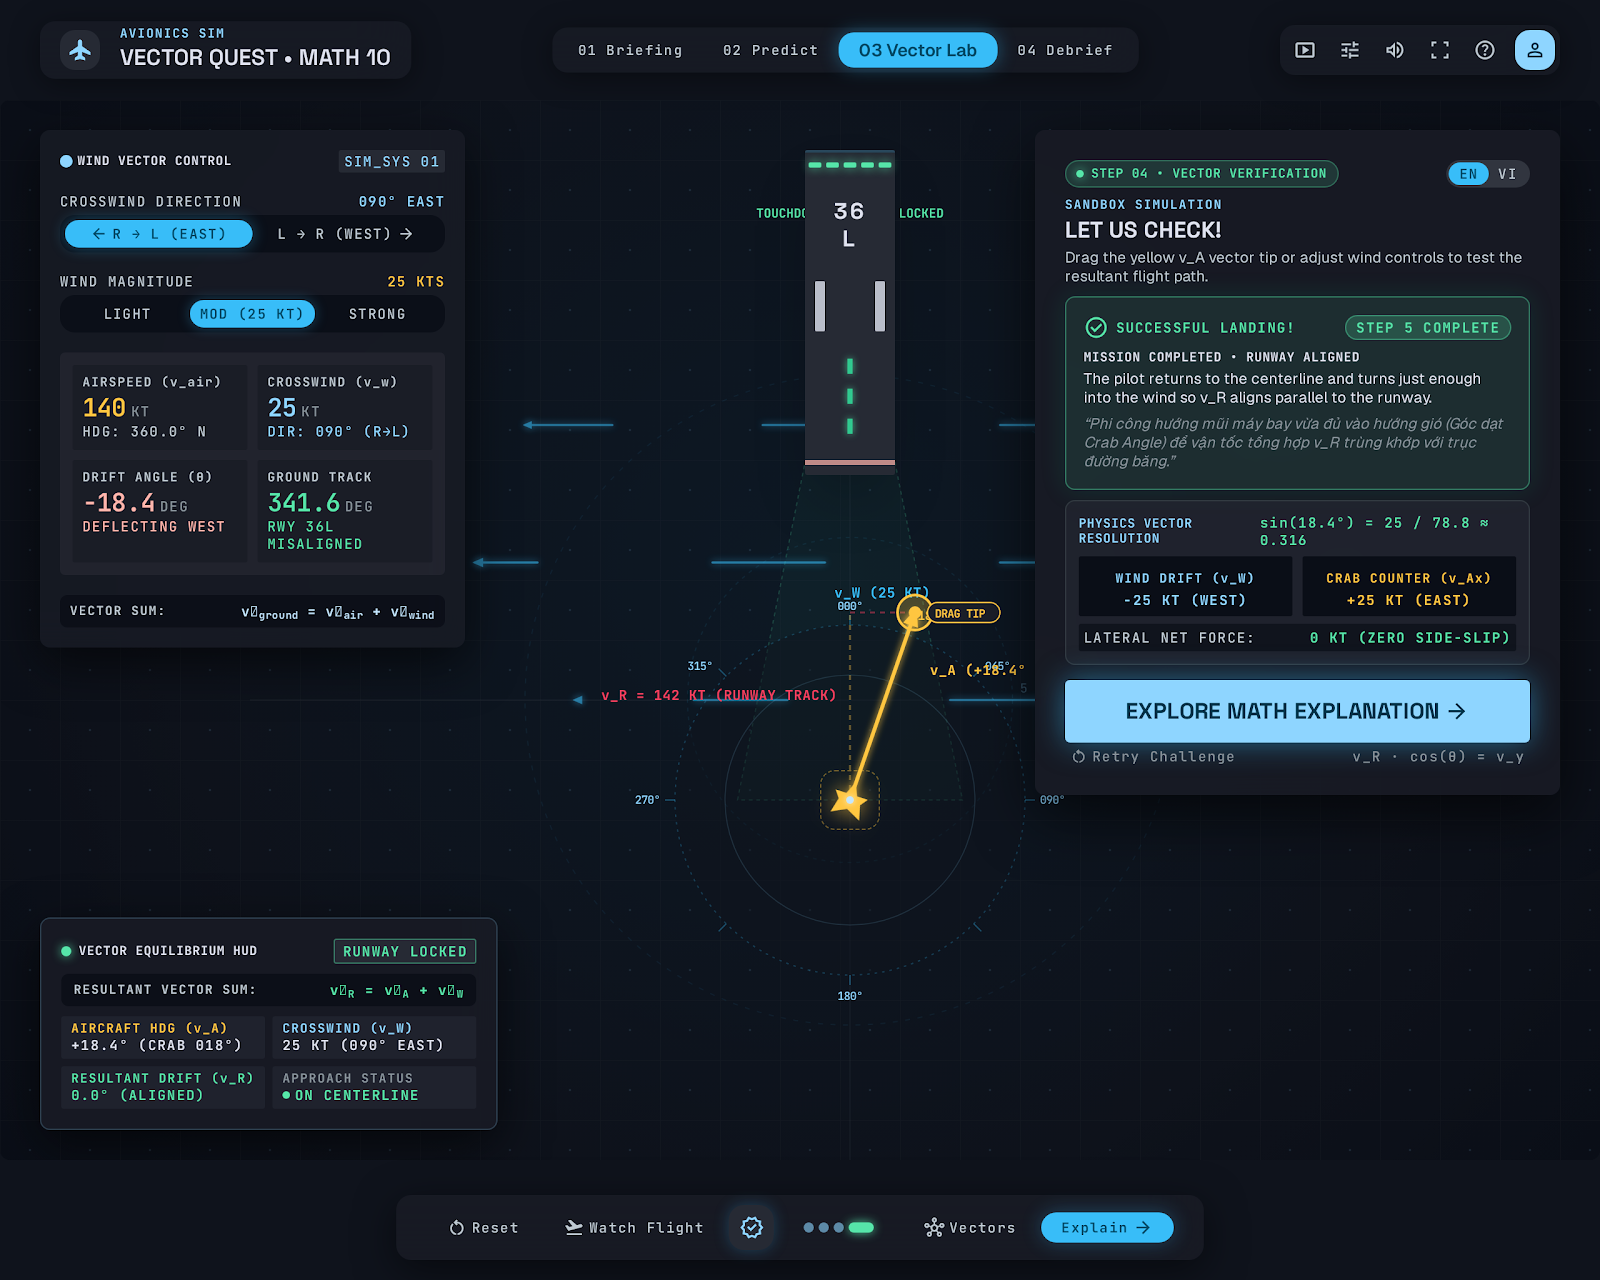 AVIONICS SIM
VECTOR QUEST • MATH 10
01 Briefing
02 Predict
03 Vector Lab
04 Debrief
WIND VECTOR CONTROL
SIM_SYS 01
CROSSWIND DIRECTION
090° EAST
← R → L (EAST)
L → R (WEST) →
WIND MAGNITUDE
25 KTS
LIGHT
MOD (25 KT)
STRONG
AIRSPEED (v_air)
140 KT
HDG: 360.0° N
CROSSWIND (v_w)
25 KT
DIR: 090° (R→L)
DRIFT ANGLE (θ)
-18.4 DEG
DEFLECTING WEST
GROUND TRACK
341.6 DEG
RWY 36L
MISALIGNED
VECTOR SUM:
v⃗ground = v⃗air + v⃗wind
LOCKED
36
L
v_W (25 KT)
000°
DRAG TIP
315°
v_A (+18.4°
v_R = 142 KT (RUNWAY TRACK)
270°
090°
180°
STEP 04 • VECTOR VERIFICATION
EN
VI
SANDBOX SIMULATION
LET US CHECK!
Drag the yellow v_A vector tip or adjust wind controls to test the
resultant flight path.
SUCCESSFUL LANDING!
STEP 5 COMPLETE
MISSION COMPLETED • RUNWAY ALIGNED
The pilot returns to the centerline and turns just enough
into the wind so v_R aligns parallel to the runway.
“Phi công hướng mũi máy bay vừa đủ vào hướng gió (Góc dạt
Crab Angle) để vận tốc tổng hợp v_R trùng khớp với trục
đường băng.”
PHYSICS VECTOR
RESOLUTION
sin(18.4°) = 25 / 78.8 ≈
0.316
WIND DRIFT (v_W)
-25 KT (WEST)
CRAB COUNTER (v_Ax)
+25 KT (EAST)
LATERAL NET FORCE:
0 KT (ZERO SIDE-SLIP)
EXPLORE MATH EXPLANATION →
Retry Challenge
v_R · cos(θ) = v_y
VECTOR EQUILIBRIUM HUD
RUNWAY LOCKED
RESULTANT VECTOR SUM:
v⃗R = v⃗A + v⃗W
AIRCRAFT HDG (v_A)
+18.4° (CRAB 018°)
CROSSWIND (v_W)
25 KT (090° EAST)
RESULTANT DRIFT (v_R)
0.0° (ALIGNED)
APPROACH STATUS
ON CENTERLINE
Reset
Watch Flight
Vectors
Explain →